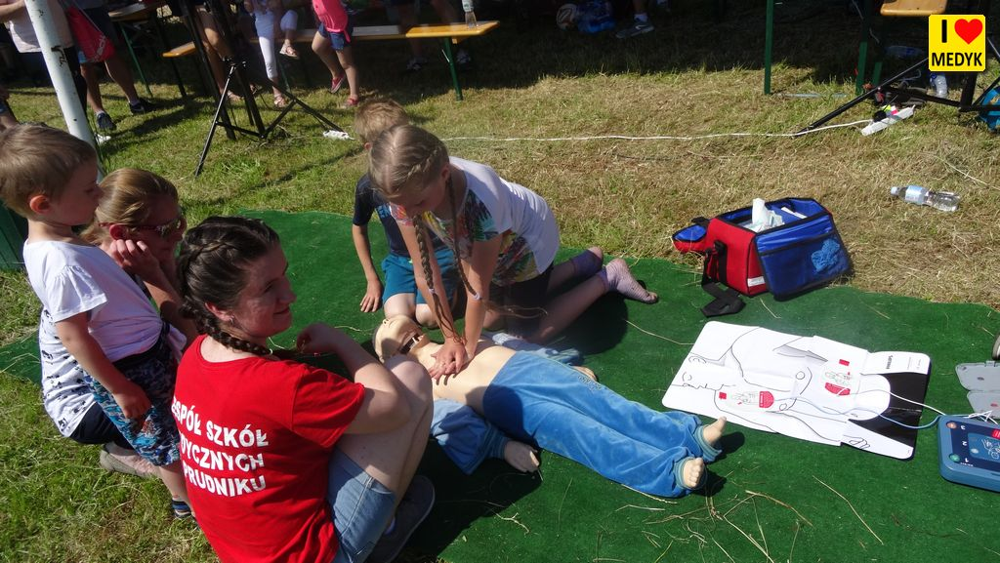 I ♥
MEDYK
ESPÓŁ SZKÓŁ
DYCZNYCH
PRUDNIKU